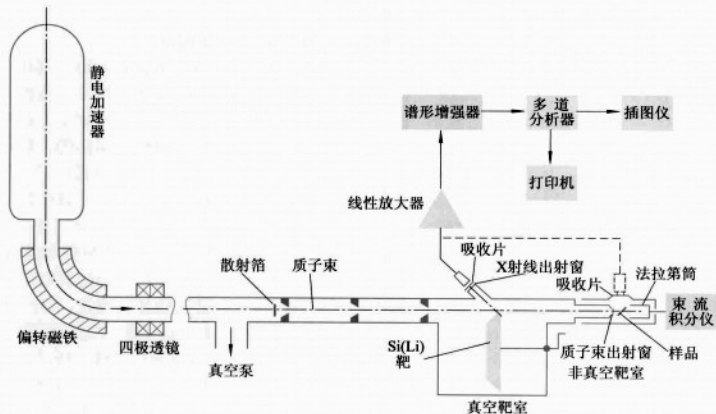 静电加速器
谱形增强器
多道
分析器
插图仪
打印机
线性放大器
吸收片
X射线出射窗
散射箔
质子束
吸收片
法拉第筒
束流
积分仪
偏转磁铁
四极透镜
真空泵
Si(Li)
靶
质子束出射窗
样品
非真空靶室
真空靶室